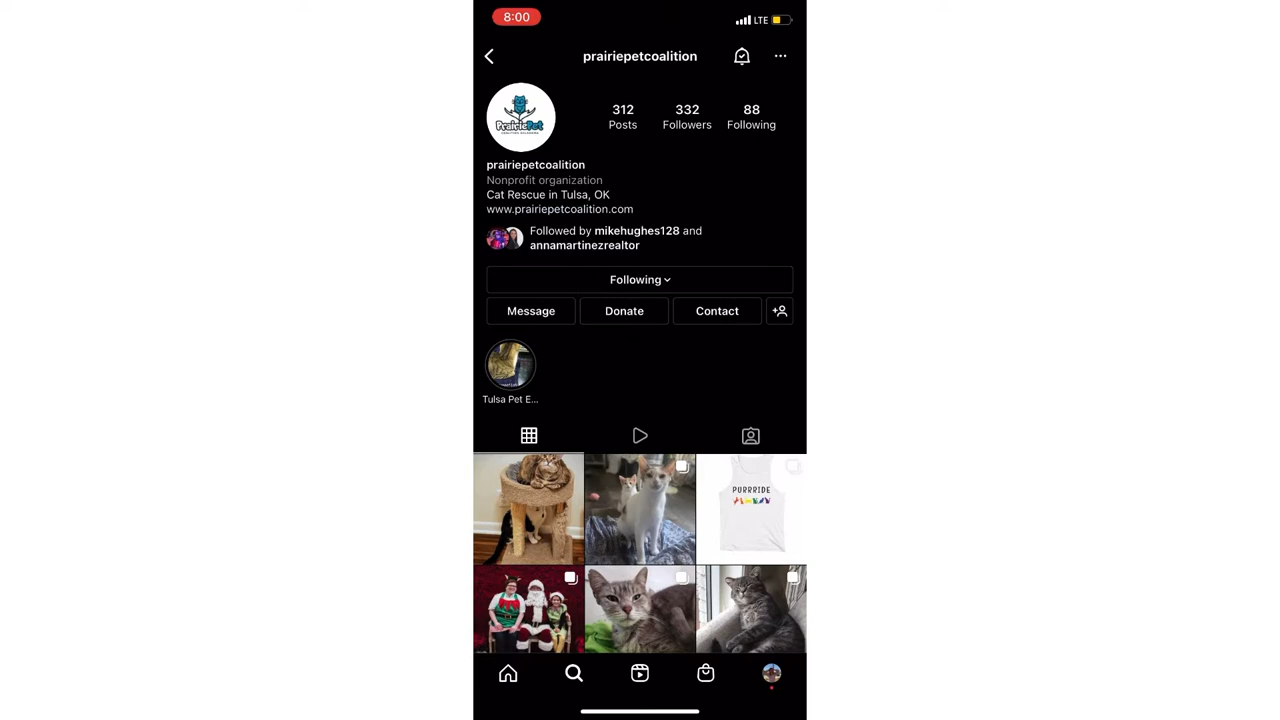 8:00
LTE
prairiepetcoalition
PrairiePet
312
Posts
332
Followers
88
Following
prairiepetcoalition
Nonprofit organization
Cat Rescue in Tulsa, OK
www.prairiepetcoalition.com
Followed by mikehughes128 and
annamartinezrealtor
Following
Message
Donate
Contact
Tulsa Pet E...
PURRRIDE